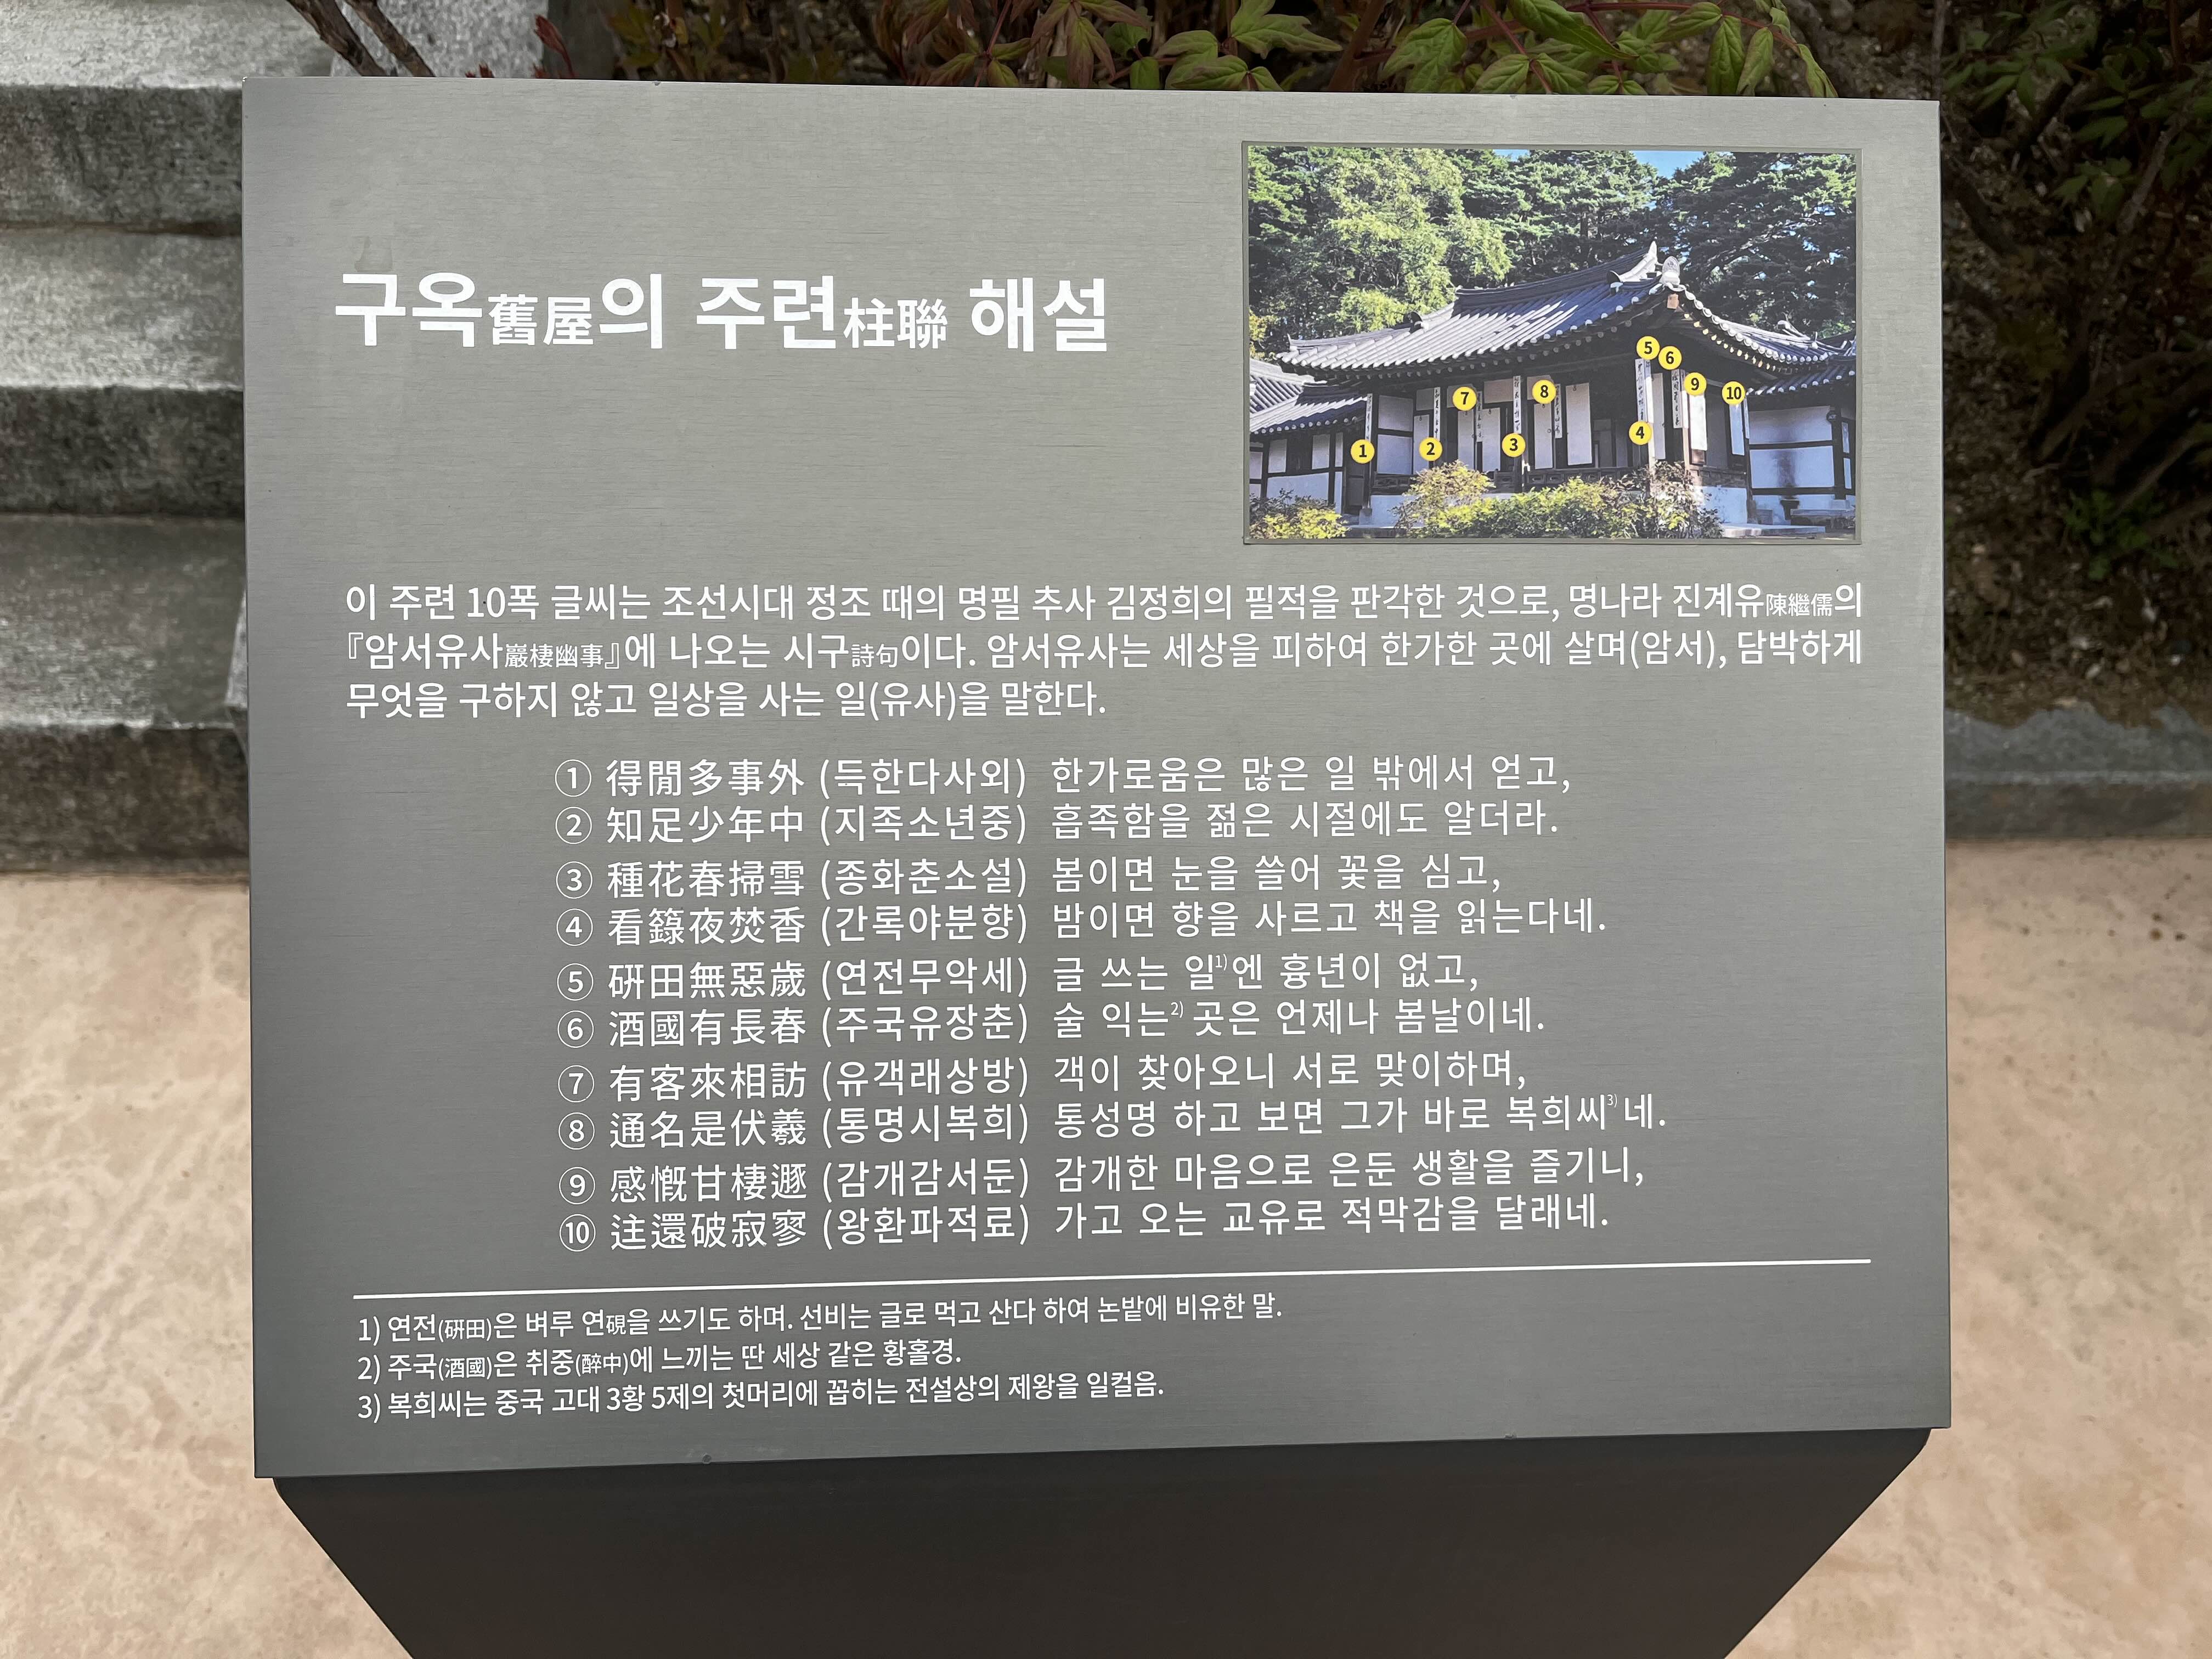 구옥舊屋의 주련柱聯 해설
5
6
9
10
8
7
4
3
2
1
이 주련 10폭 글씨는 조선시대 정조 때의 명필 추사 김정희의 필적을 판각한 것으로, 명나라 진계유陳繼儒의
『암서유사巖棲幽事』에 나오는 시구詩句이다. 암서유사는 세상을 피하여 한가한 곳에 살며(암서), 담박하게
무엇을 구하지 않고 일상을 사는 일(유사)을 말한다.
① 得閒多事外 (득한다사외) 한가로움은 많은 일 밖에서 얻고,
② 知足少年中 (지족소년중) 흡족함을 젊은 시절에도 알더라.
③ 種花春掃雪 (종화춘소설) 봄이면 눈을 쓸어 꽃을 심고,
④ 看籙夜焚香 (간록야분향) 밤이면 향을 사르고 책을 읽는다네.
⑤ 硏田無惡歲 (연전무악세) 글 쓰는 일1)엔 흉년이 없고,
⑥ 酒國有長春 (주국유장춘) 술 익는2) 곳은 언제나 봄날이네.
⑦ 有客來相訪 (유객래상방) 객이 찾아오니 서로 맞이하며,
⑧ 通名是伏羲 (통명시복희) 통성명 하고 보면 그가 바로 복희씨3)네.
⑨ 感慨甘棲遯 (감개감서둔) 감개한 마음으로 은둔 생활을 즐기니,
⑩ 迬還破寂寥 (왕환파적료) 가고 오는 교유로 적막감을 달래네.
1) 연전(硏田)은 벼루 연硯을 쓰기도 하며. 선비는 글로 먹고 산다 하여 논밭에 비유한 말.
2) 주국(酒國)은 취중(醉中)에 느끼는 딴 세상 같은 황홀경.
3) 복희씨는 중국 고대 3황 5제의 첫머리에 꼽히는 전설상의 제왕을 일컬음.